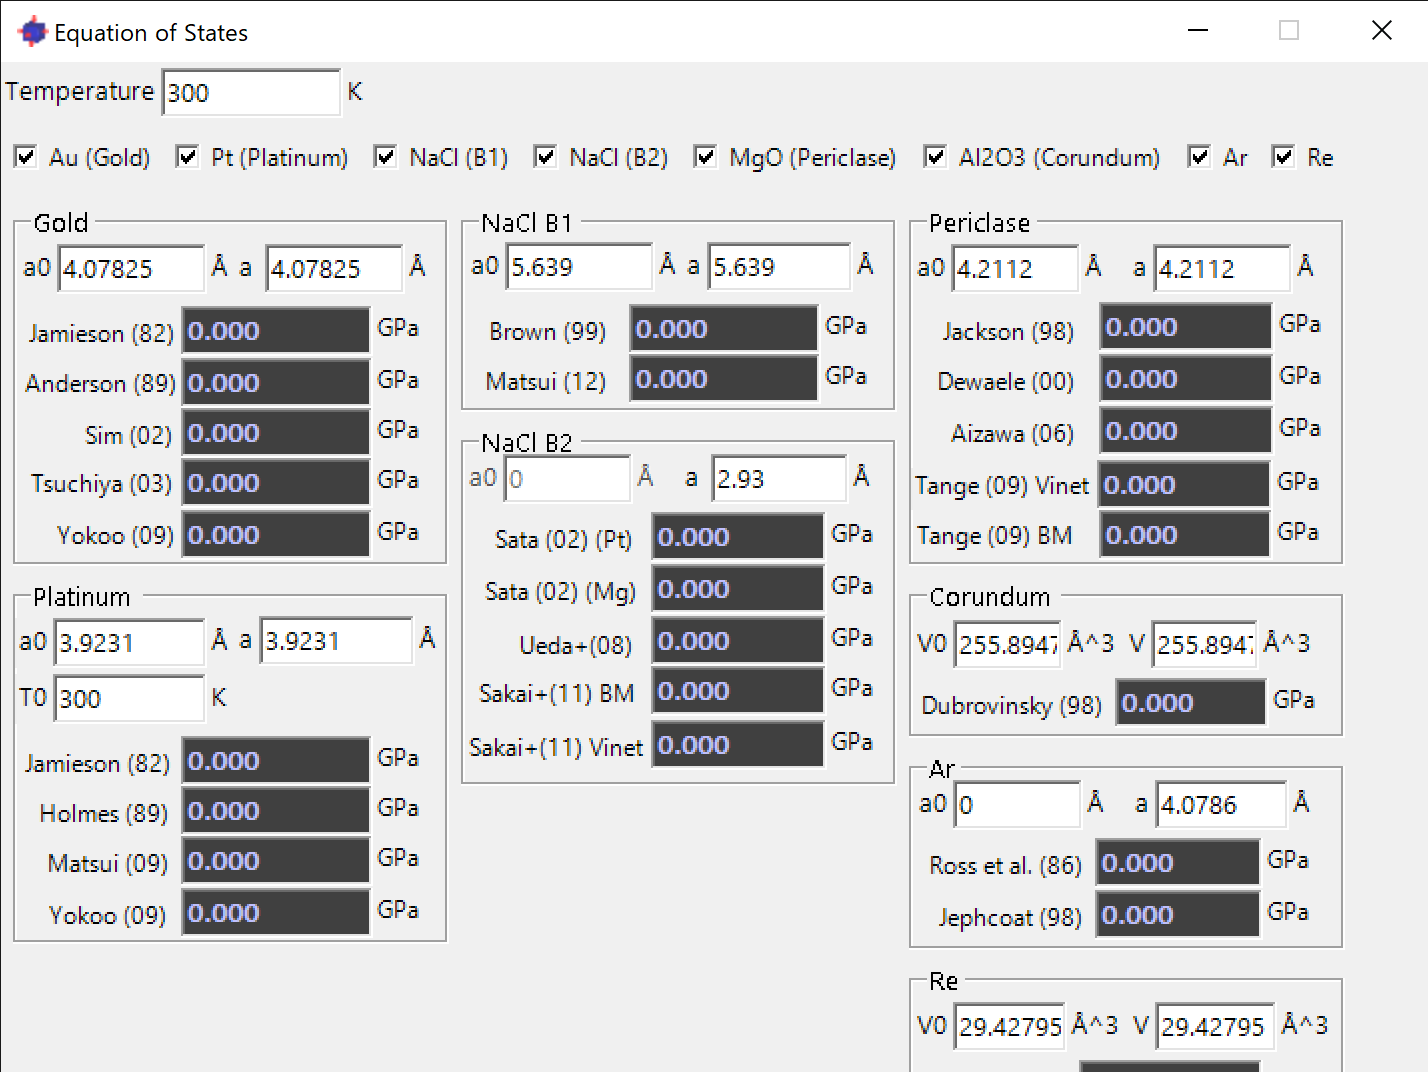 Equation of States
Temperature 300 K
Au (Gold) Pt (Platinum) NaCl (B1) NaCl (B2) MgO (Periclase) Al2O3 (Corundum) Ar Re
Gold
a0 4.07825 Å a 4.07825 Å
Jamieson (82) 0.000 GPa
Anderson (89) 0.000 GPa
Sim (02) 0.000 GPa
Tsuchiya (03) 0.000 GPa
Yokoo (09) 0.000 GPa
Platinum
a0 3.9231 Å a 3.9231 Å
T0 300 K
Jamieson (82) 0.000 GPa
Holmes (89) 0.000 GPa
Matsui (09) 0.000 GPa
Yokoo (09) 0.000 GPa
NaCl B1
a0 5.639 Å a 5.639 Å
Brown (99) 0.000 GPa
Matsui (12) 0.000 GPa
NaCl B2
a0 0 Å a 2.93 Å
Sata (02) (Pt) 0.000 GPa
Sata (02) (Mg) 0.000 GPa
Ueda+(08) 0.000 GPa
Sakai+(11) BM 0.000 GPa
Sakai+(11) Vinet 0.000 GPa
Periclase
a0 4.2112 Å a 4.2112 Å
Jackson (98) 0.000 GPa
Dewaele (00) 0.000 GPa
Aizawa (06) 0.000 GPa
Tange (09) Vinet 0.000 GPa
Tange (09) BM 0.000 GPa
Corundum
V0 255.8947 Å^3 V 255.8947 Å^3
Dubrovinsky (98) 0.000 GPa
Ar
a0 0 Å a 4.0786 Å
Ross et al. (86) 0.000 GPa
Jephcoat (98) 0.000 GPa
Re
V0 29.42795 Å^3 V 29.42795 Å^3